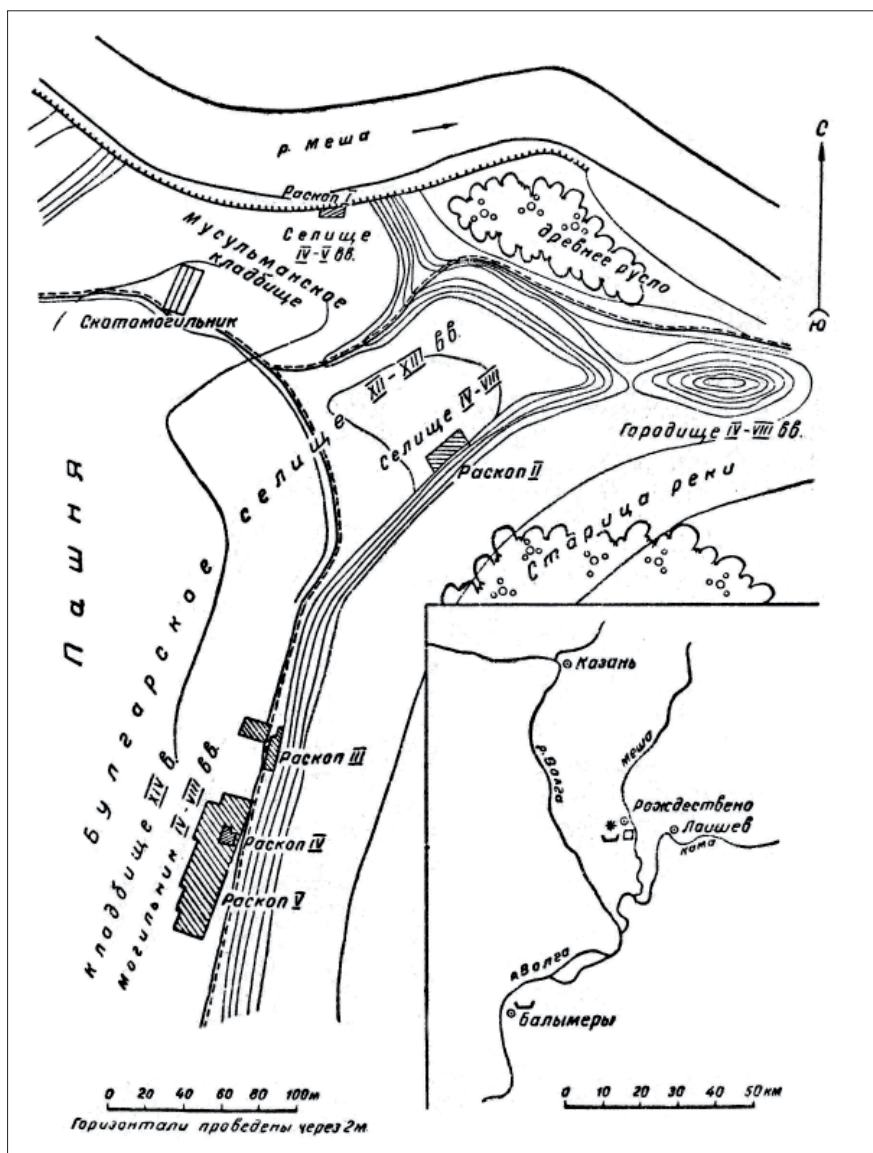 р. Меша
С
Раскоп I
Селище
IV-V вв.
древнее русло
Мусульманское
кладбище
Скотомогильник
Ю
Булгарское селище XII-XIII вв.
Селище IV-VIII
Городище IV-VIII вв.
Раскоп II
Старица реки
Пашня
Раскоп III
кладбище XIV в.
могильник IV-VIII вв.
Раскоп IV
Раскоп V
Казань
р. Волга
Меша
Рождествено
Лаишев
Кама
р. Волга
Балымеры
0 20 40 60 80 100м
Горизонтали проведены через 2м.
0 10 20 30 50 км